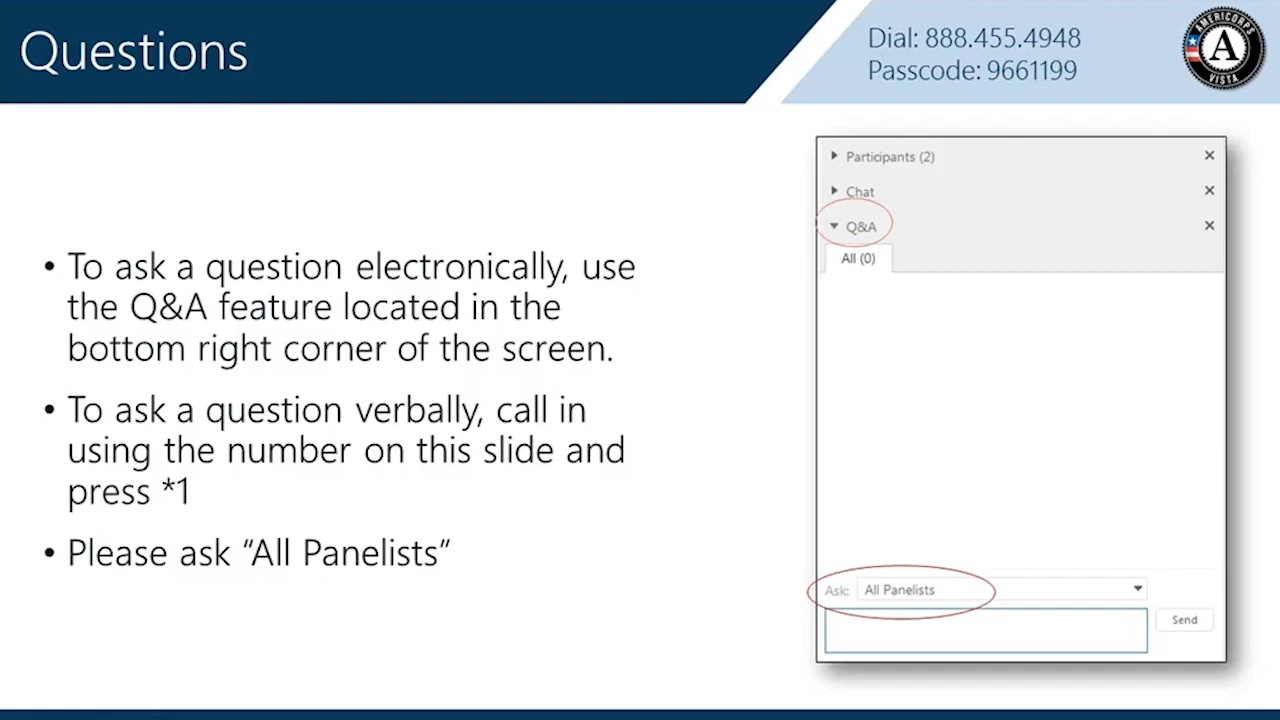 Questions
Dial: 888.455.4948
Passcode: 9661199
AMERICORPS
A
VISTA
• To ask a question electronically, use
the Q&A feature located in the
bottom right corner of the screen.
• To ask a question verbally, call in
using the number on this slide and
press *1
• Please ask “All Panelists”
Participants (2)
Chat
Q&A
All (0)
Ask: All Panelists
Send